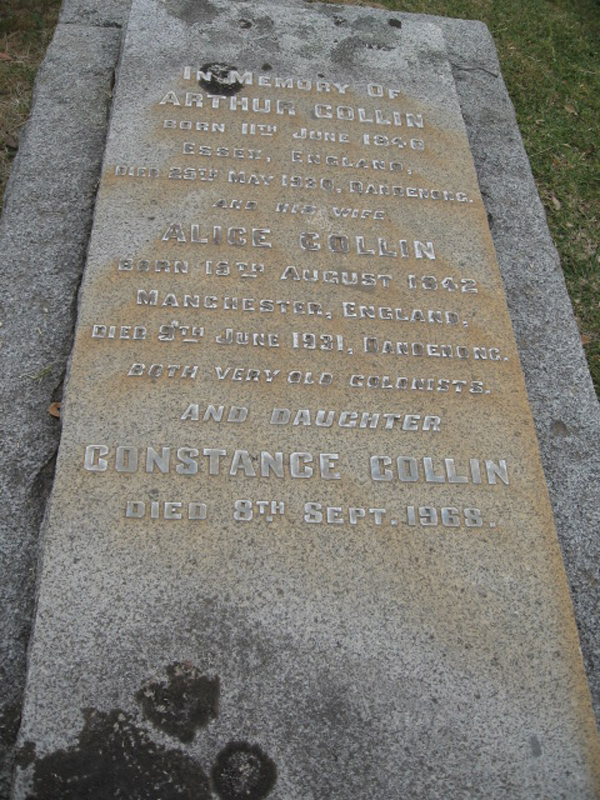 IN MEMORY OF
ARTHUR COLLIN
BORN 11TH JUNE 1846
ESSEX, ENGLAND,
DIED 29TH MAY 1930, DANDENONG.
AND HIS WIFE
ALICE COLLIN
BORN 19TH AUGUST 1842
MANCHESTER, ENGLAND,
DIED 9TH JUNE 1931, DANDENONG.
BOTH VERY OLD COLONISTS.
AND DAUGHTER
CONSTANCE COLLIN
DIED 8TH SEPT. 1968.